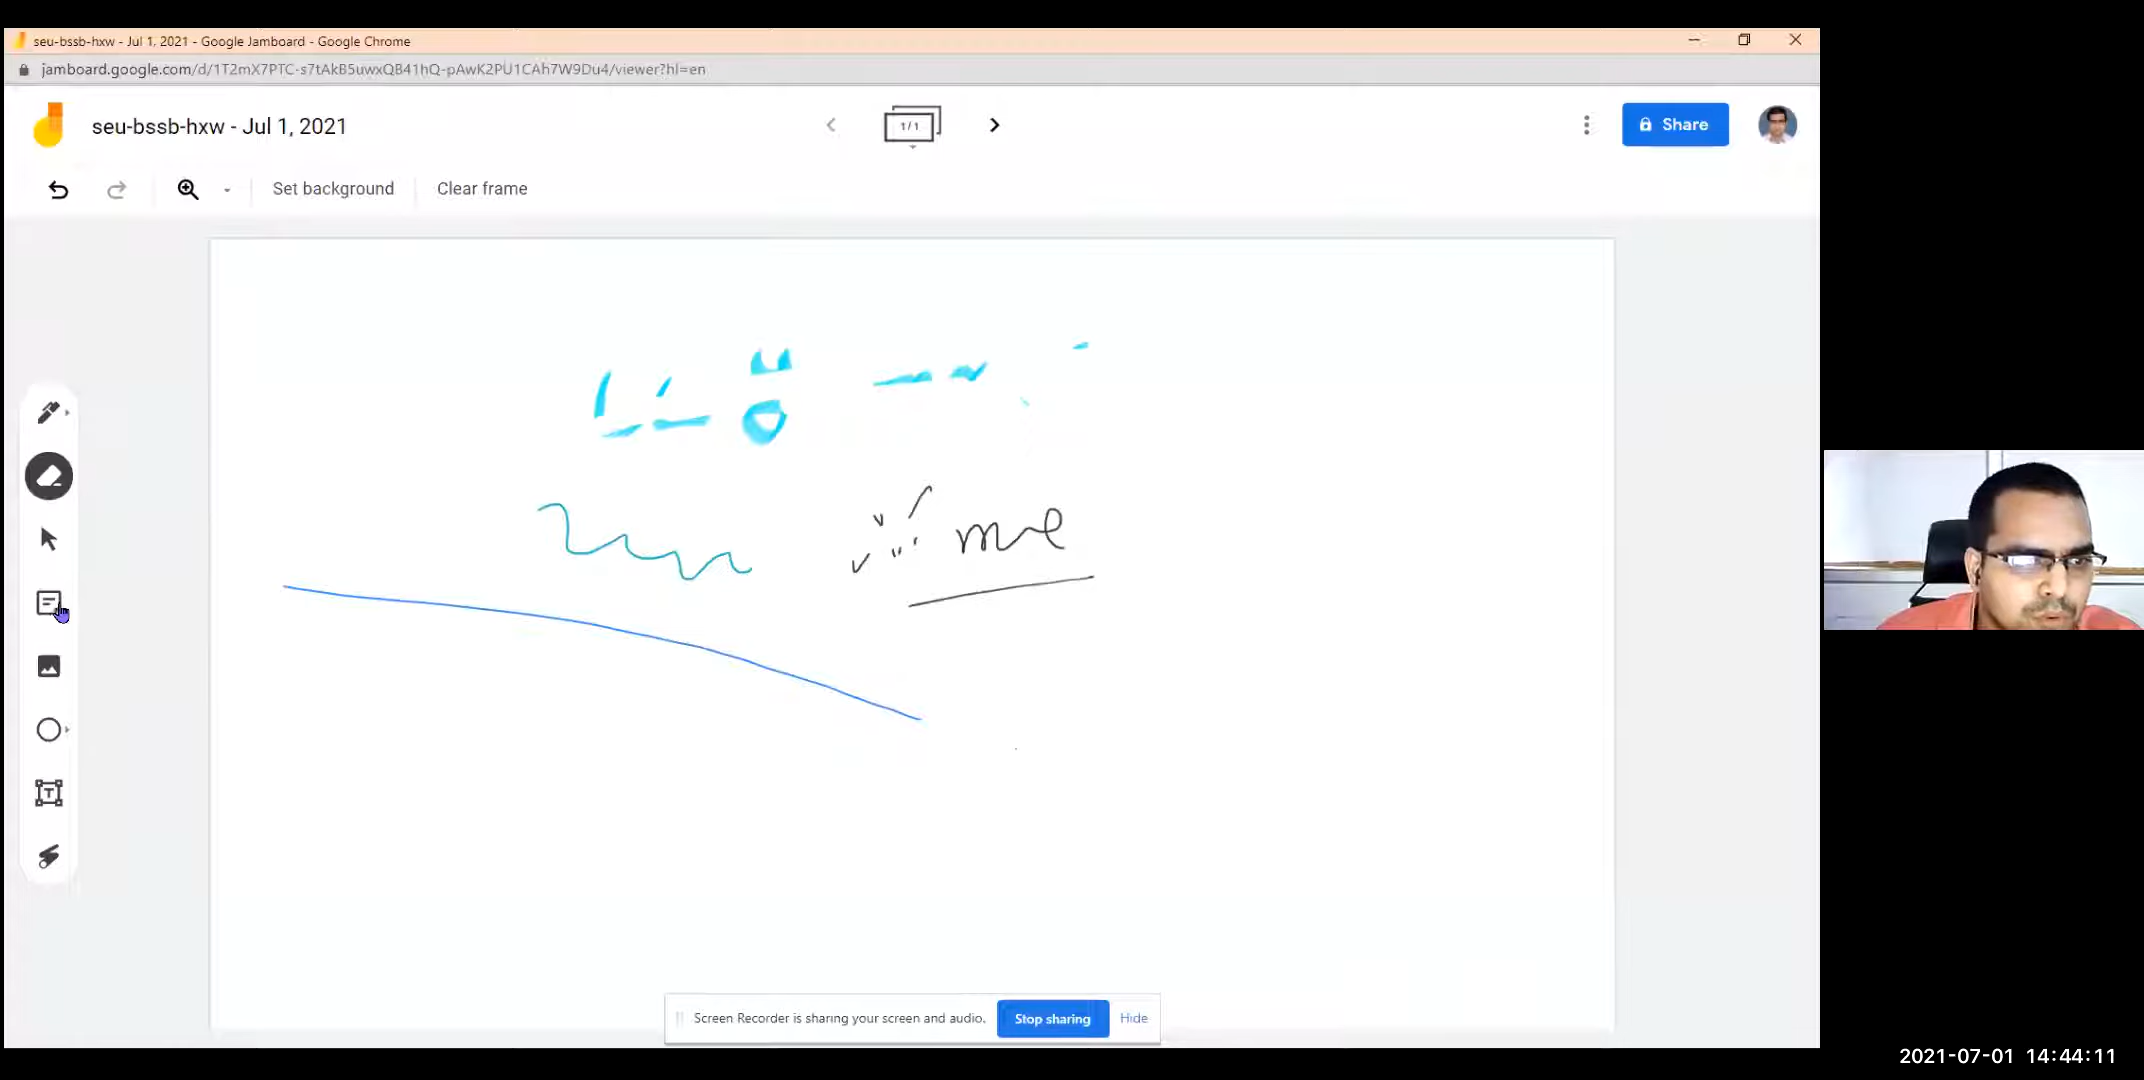 seu-bssb-hxw - Jul 1, 2021 - Google Jamboard - Google Chrome
jamboard.google.com/d/1T2mX7PTC-s7tAkB5uwxQB41hQ-pAwK2PU1CAh7W9Du4/viewer?hl=en
seu-bssb-hxw - Jul 1, 2021
1/1
Share
Set background
Clear frame
me
Screen Recorder is sharing your screen and audio.
Stop sharing
Hide
2021-07-01 14:44:11